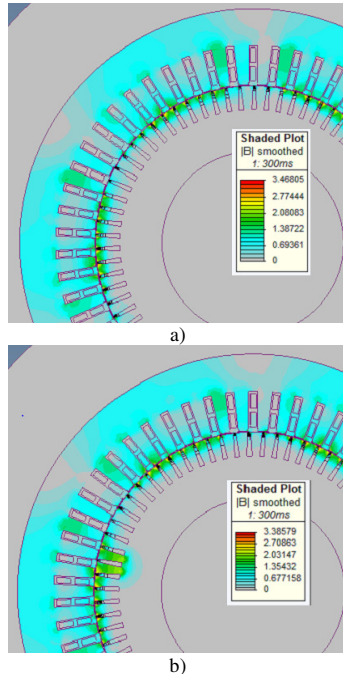 Shaded Plot
|B| smoothed
1: 300ms
3.46805
2.77444
2.08083
1.38722
0.69361
0
a)
Shaded Plot
|B| smoothed
1: 300ms
3.38579
2.70863
2.03147
1.35432
0.677158
0
b)